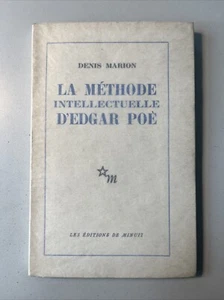 DENIS MARION
LA MÉTHODE
INTELLECTUELLE
D'EDGAR POË
m
LES ÉDITIONS DE MINUIT